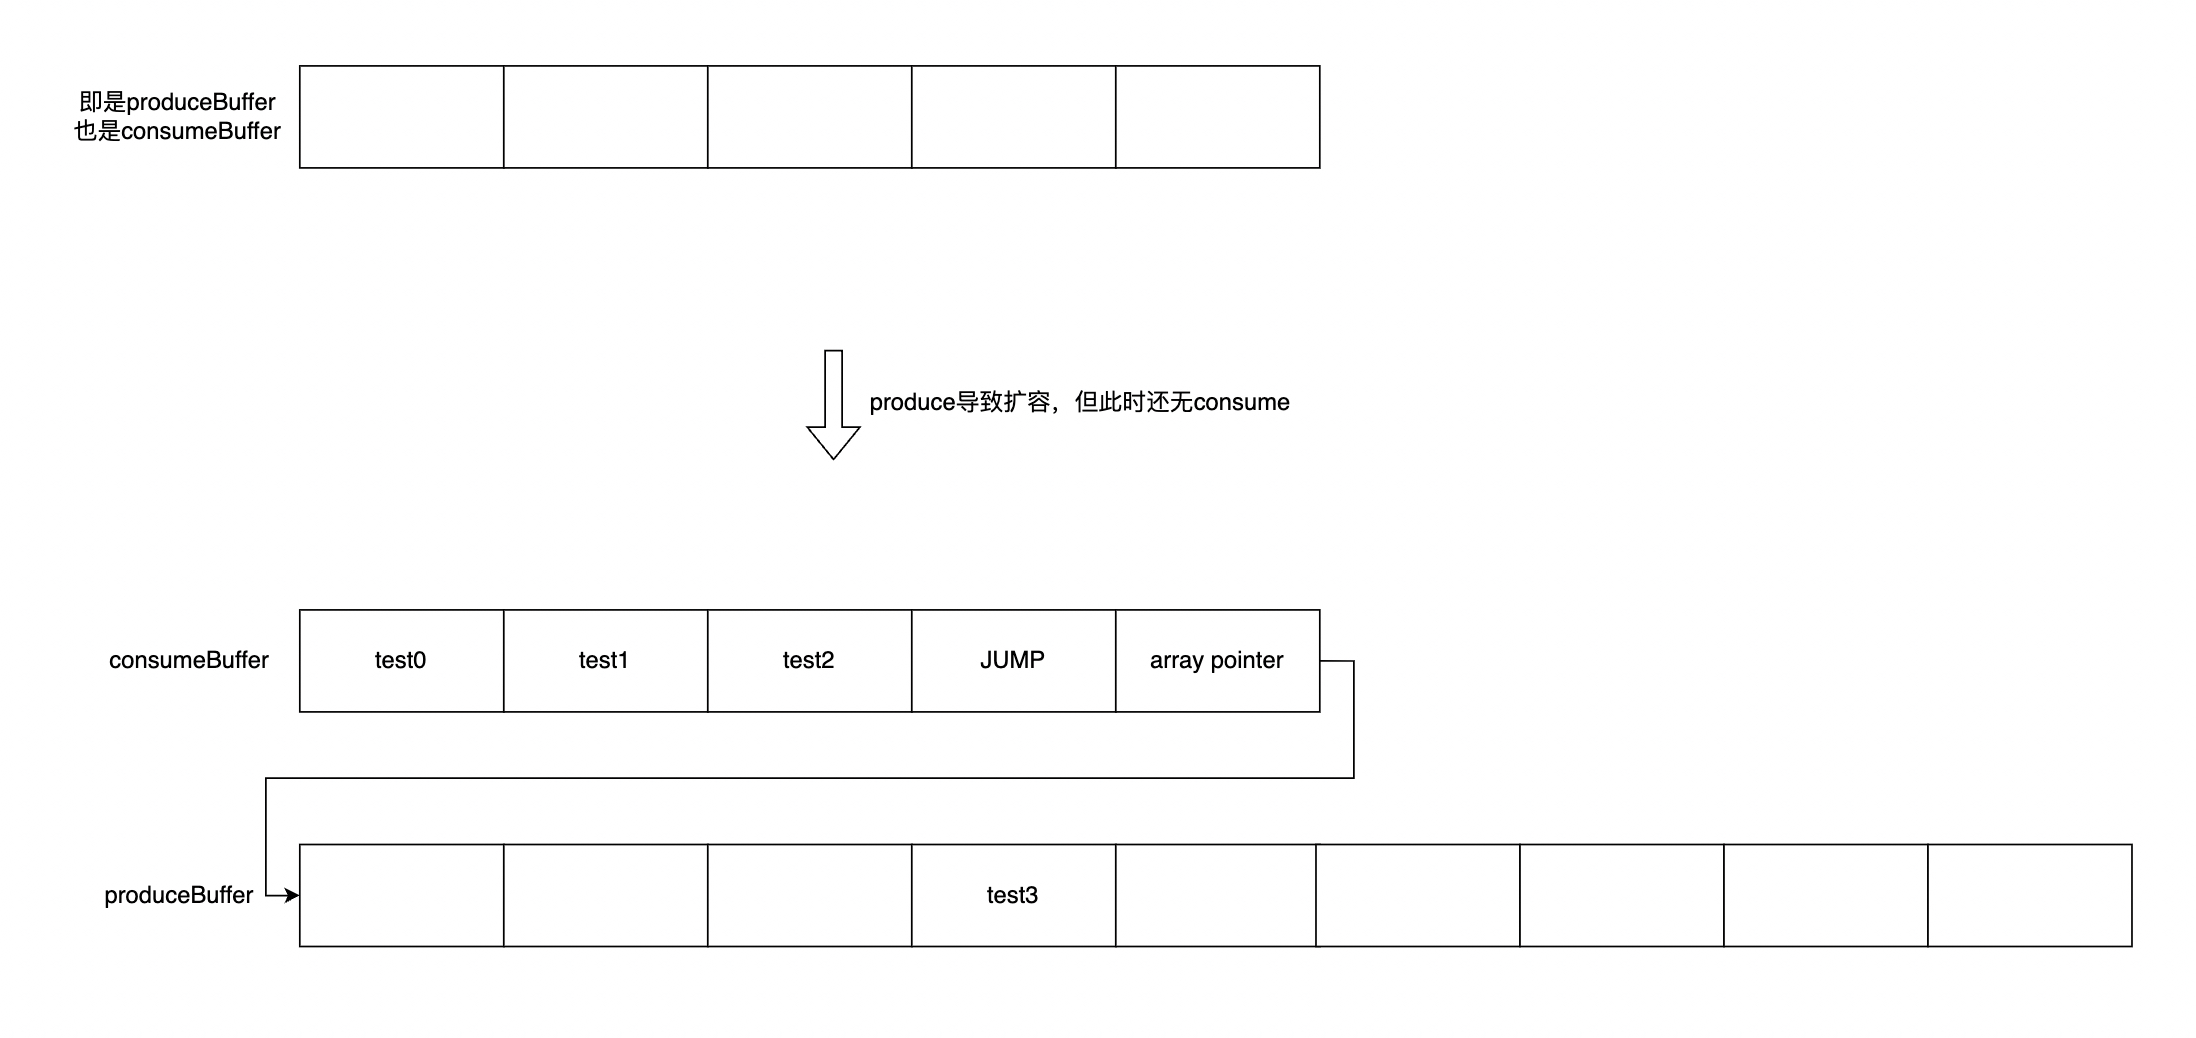 即是produceBuffer
也是consumeBuffer
produce导致扩容，但此时还无consume
consumeBuffer
test0
test1
test2
JUMP
array pointer
produceBuffer
test3